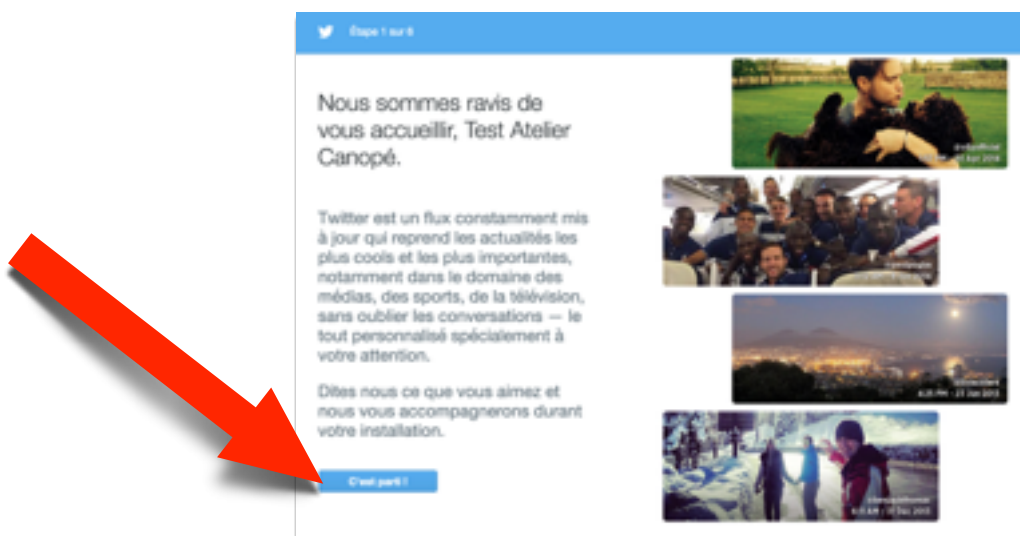 Étape 1 sur 6
Nous sommes ravis de
vous accueillir, Test Atelier
Canopé.
Twitter est un flux constamment mis
à jour qui reprend les actualités les
plus cools et les plus importantes,
notamment dans le domaine des
médias, des sports, de la télévision,
sans oublier les conversations — le
tout personnalisé spécialement à
votre attention.
Dites nous ce que vous aimez et
nous vous accompagnerons durant
votre installation.
C'est parti !